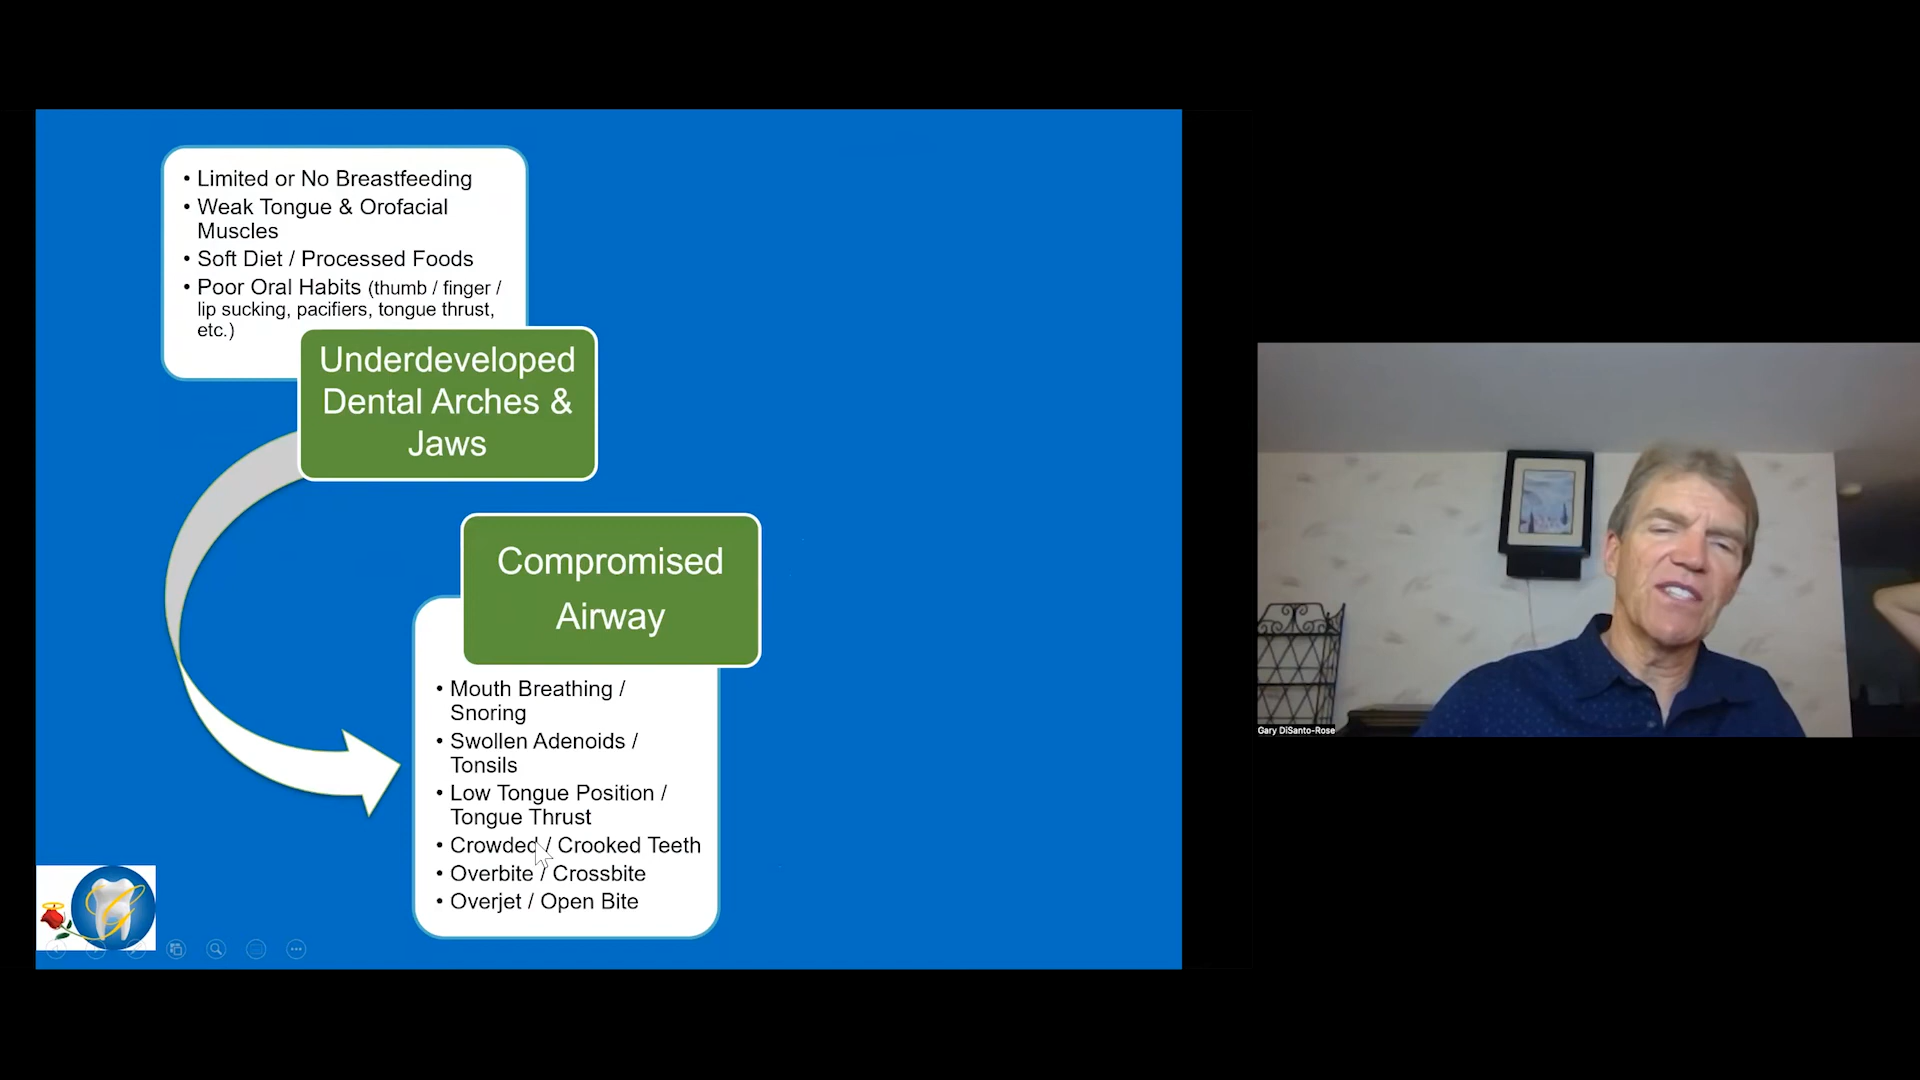 • Limited or No Breastfeeding
• Weak Tongue & Orofacial
Muscles
• Soft Diet / Processed Foods
• Poor Oral Habits (thumb / finger /
lip sucking, pacifiers, tongue thrust,
etc.)
Underdeveloped
Dental Arches &
Jaws
Compromised
Airway
• Mouth Breathing /
Snoring
• Swollen Adenoids /
Tonsils
• Low Tongue Position /
Tongue Thrust
• Crowded / Crooked Teeth
• Overbite / Crossbite
• Overjet / Open Bite
G
Gary DiSanto-Rose